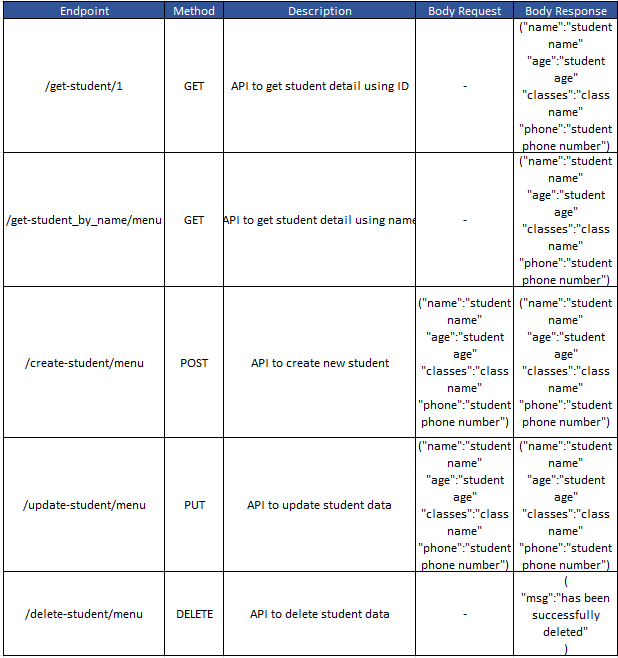 Endpoint Method Description Body Request Body Response
/get-student/1 GET API to get student detail using ID -
("name":"student
name"
"age":"student
age"
"classes":"class
name"
"phone":"student
phone number")
/get-student_by_name/menu GET API to get student detail using name -
("name":"student
name"
"age":"student
age"
"classes":"class
name"
"phone":"student
phone number")
/create-student/menu POST API to create new student
("name":"student
name"
"age":"student
age"
"classes":"class
name"
"phone":"student
phone number")
("name":"student
name"
"age":"student
age"
"classes":"class
name"
"phone":"student
phone number")
/update-student/menu PUT API to update student data
("name":"student
name"
"age":"student
age"
"classes":"class
name"
"phone":"student
phone number")
("name":"student
name"
"age":"student
age"
"classes":"class
name"
"phone":"student
phone number")
/delete-student/menu DELETE API to delete student data -
(
"msg":"has been
successfully
deleted"
)